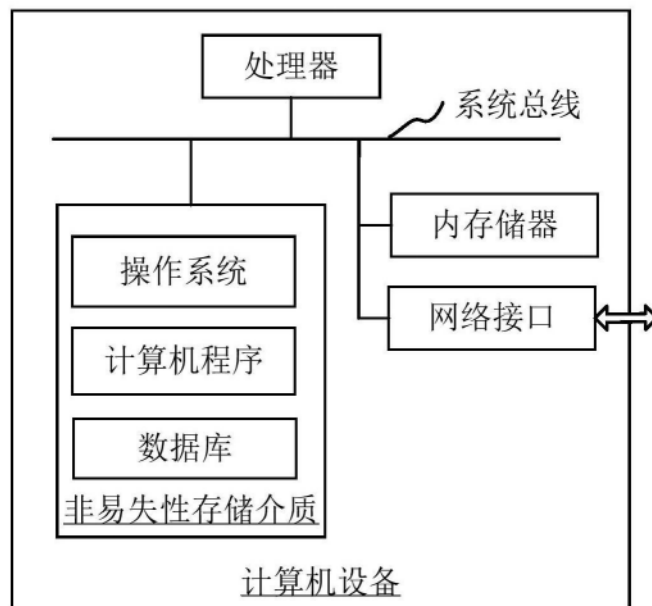 处理器
系统总线
内存储器
操作系统
网络接口
计算机程序
数据库
非易失性存储介质
计算机设备